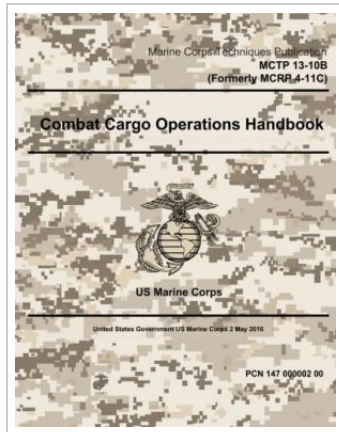 Marine Corps Techniques Publication
MCTP 13-10B
(Formerly MCRP 4-11C)
Combat Cargo Operations Handbook
US Marine Corps
United States Government US Marine Corps 2 May 2016
PCN 147 000002 00